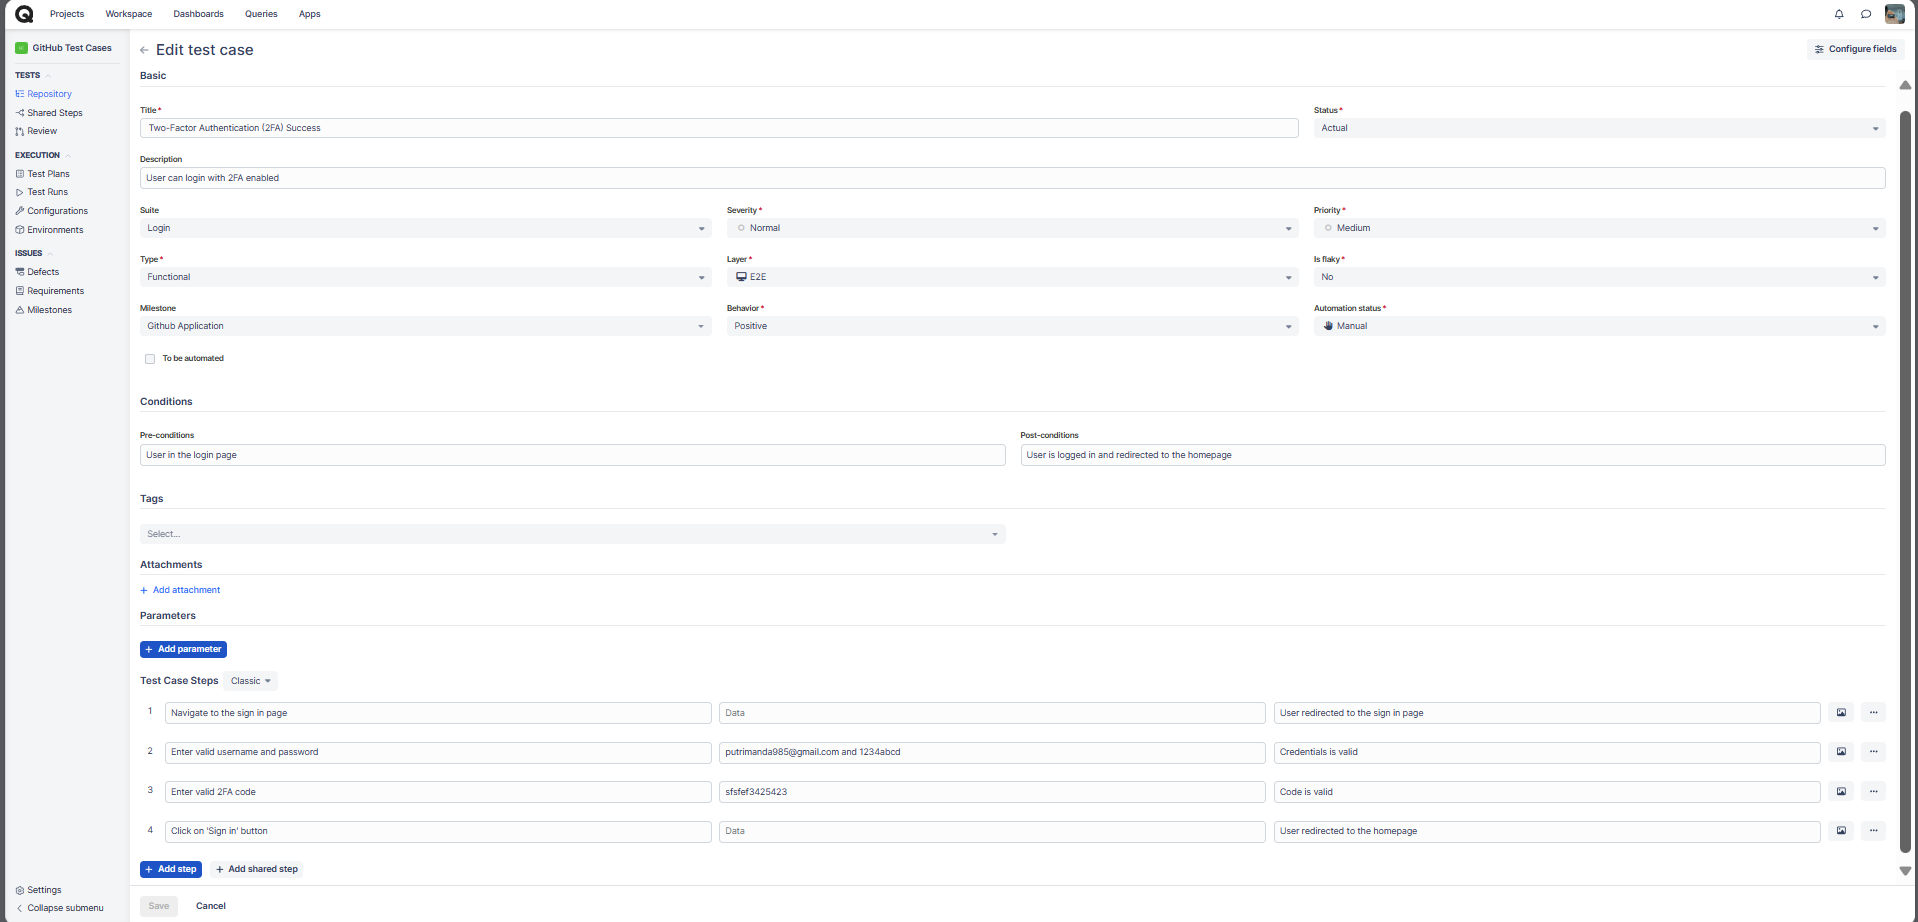 Projects Workspace Dashboards Queries Apps
GitHub Test Cases
TESTS
Repository
Shared Steps
Review
EXECUTION
Test Plans
Test Runs
Configurations
Environments
ISSUES
Defects
Requirements
Milestones
Settings
Collapse submenu
Edit test case
Configure fields
Basic
Title*
Two-Factor Authentication (2FA) Success
Status*
Actual
Description
User can login with 2FA enabled
Suite
Login
Severity*
Normal
Priority*
Medium
Type*
Functional
Layer*
E2E
Is flaky*
No
Milestone
Github Application
Behavior*
Positive
Automation status*
Manual
To be automated
Conditions
Pre-conditions
User in the login page
Post-conditions
User is logged in and redirected to the homepage
Tags
Select...
Attachments
+ Add attachment
Parameters
+ Add parameter
Test Case Steps Classic
1 Navigate to the sign in page Data User redirected to the sign in page
2 Enter valid username and password putrimanda985@gmail.com and 1234abcd Credentials is valid
3 Enter valid 2FA code sfsfef3425423 Code is valid
4 Click on 'Sign in' button Data User redirected to the homepage
+ Add step + Add shared step
Save Cancel